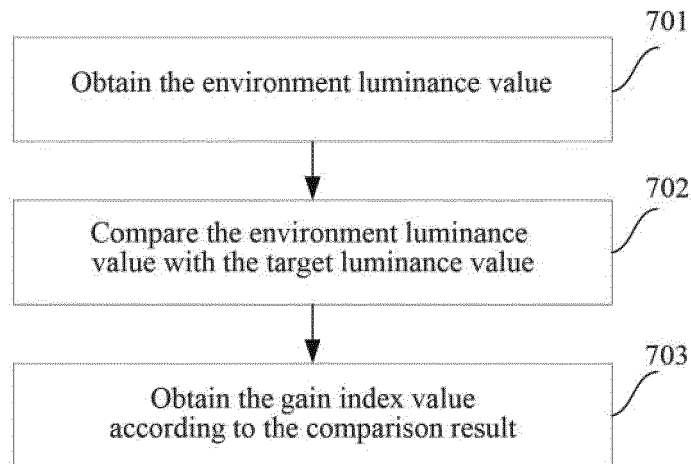 701
Obtain the environment luminance value
702
Compare the environment luminance
value with the target luminance value
703
Obtain the gain index value
according to the comparison result